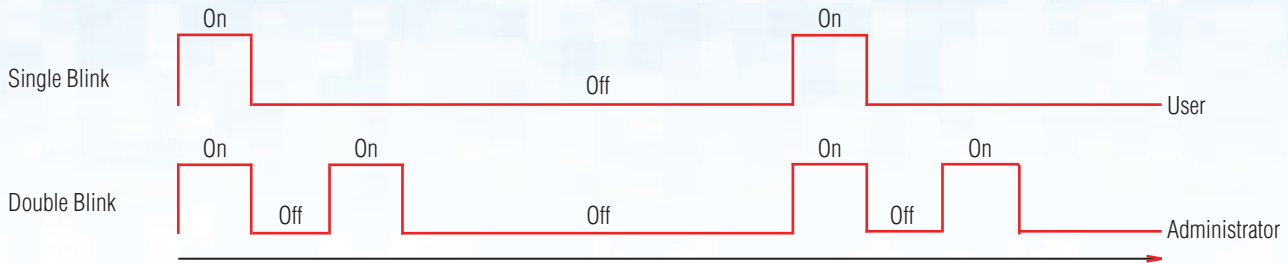 On On
Single Blink Off User
On On On On
Double Blink Off Off Off Administrator